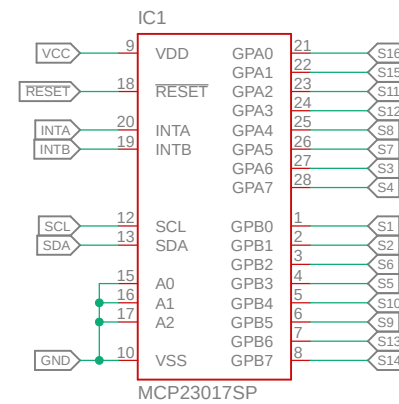 IC1
VCC 9 VDD GPA0 21 S16
GPA1 22 S15
RESET 18 RESET GPA2 23 S11
GPA3 24 S12
INTA 20 INTA GPA4 25 S8
INTB 19 INTB GPA5 26 S7
GPA6 27 S3
GPA7 28 S4
SCL 12 SCL GPB0 1 S1
SDA 13 SDA GPB1 2 S2
GPB2 3 S6
15 A0 GPB3 4 S5
16 A1 GPB4 5 S10
17 A2 GPB5 6 S9
GPB6 7 S13
GND 10 VSS GPB7 8 S14
MCP23017SP